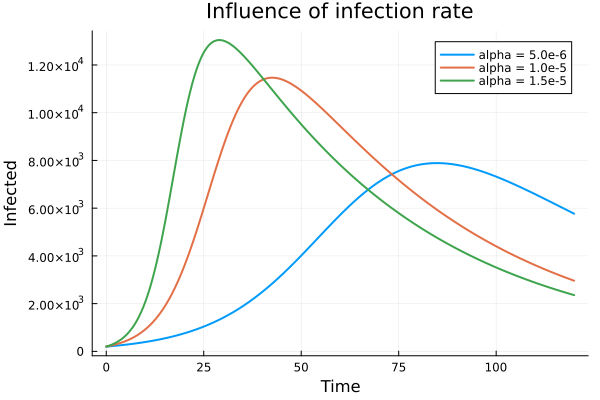 Influence of infection rate
alpha = 5.0e-6
alpha = 1.0e-5
alpha = 1.5e-5
1.20×10⁴
1.00×10⁴
8.00×10³
6.00×10³
4.00×10³
2.00×10³
0
Infected
0 25 50 75 100
Time